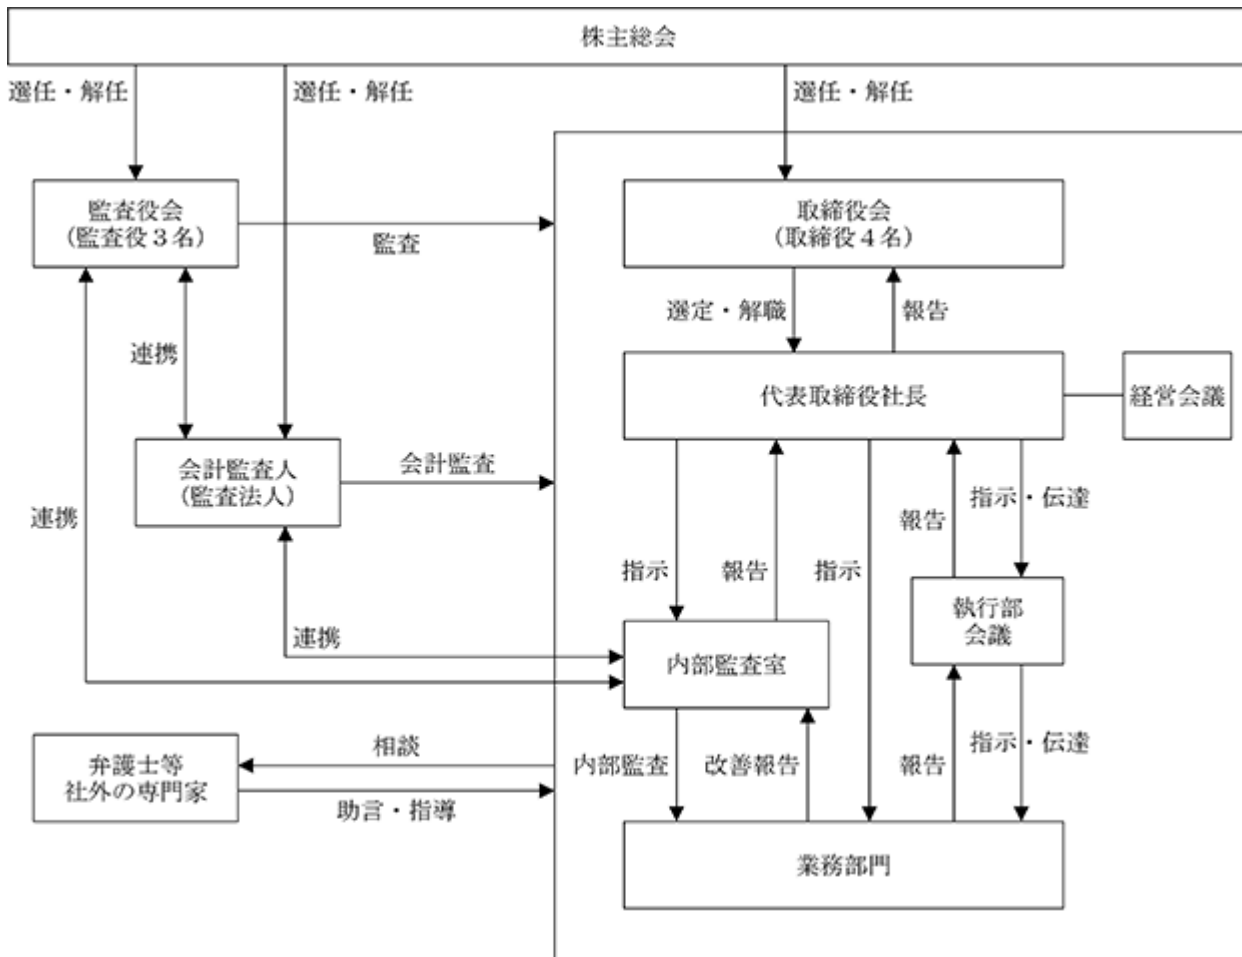 株主総会
選任・解任
選任・解任
選任・解任
監査役会
（監査役３名）
監査
取締役会
（取締役４名）
選定・解職
報告
連携
代表取締役社長
経営会議
会計監査人
（監査法人）
会計監査
連携
指示
報告
指示
報告
指示・伝達
執行部
会議
連携
内部監査室
弁護士等
社外の専門家
相談
助言・指導
内部監査
改善報告
報告
指示・伝達
業務部門